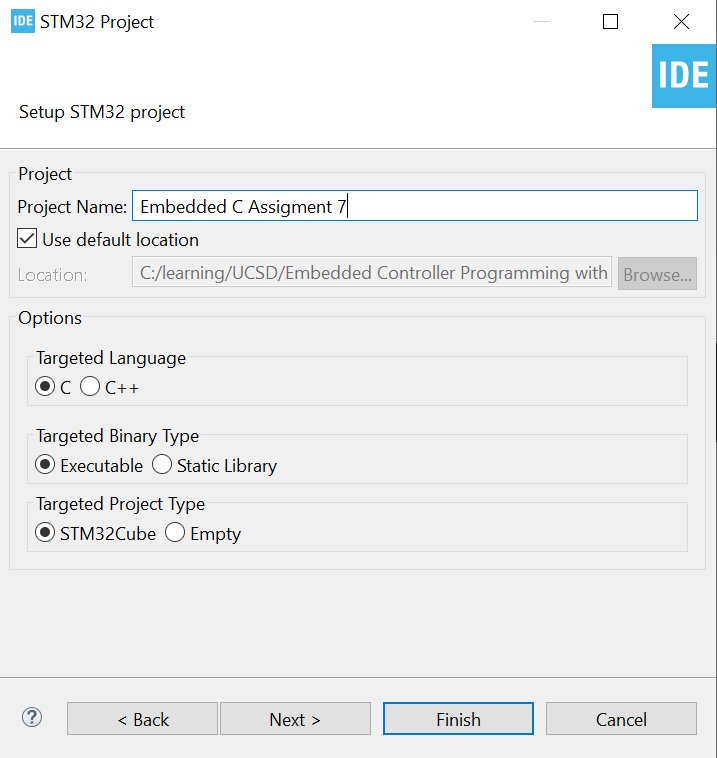 IDE STM32 Project
IDE
Setup STM32 project
Project
Project Name: Embedded C Assigment 7
Use default location
Location: C:/learning/UCSD/Embedded Controller Programming with
Browse...
Options
Targeted Language
C C++
Targeted Binary Type
Executable Static Library
Targeted Project Type
STM32Cube Empty
? < Back Next > Finish Cancel